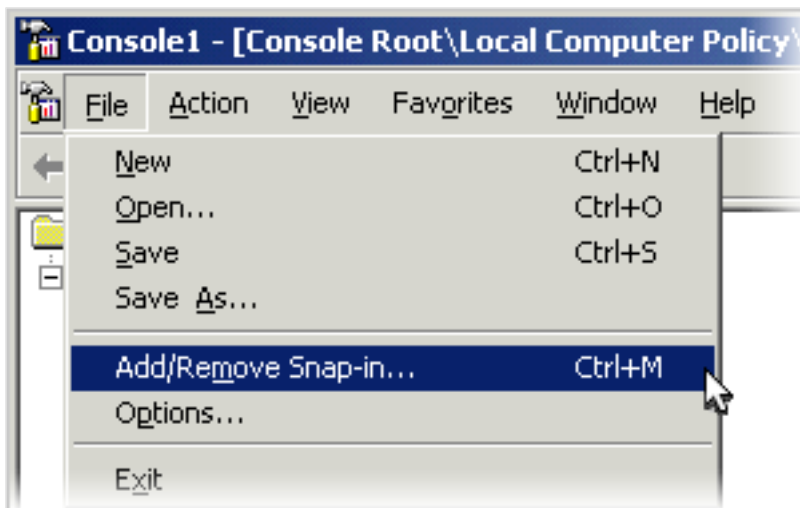 Console1 - [Console Root\Local Computer Policy\
File Action View Favorites Window Help
New Ctrl+N
Open... Ctrl+O
Save Ctrl+S
Save As...
Add/Remove Snap-in... Ctrl+M
Options...
Exit